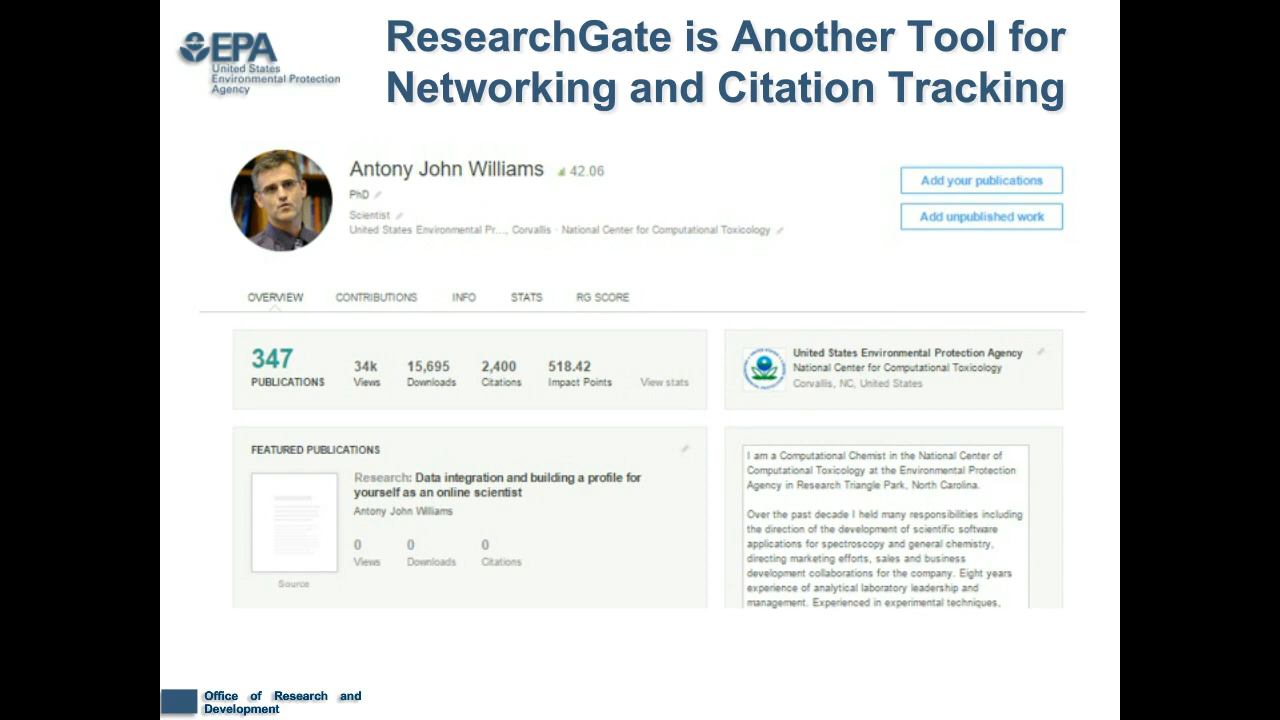 ResearchGate is Another Tool for
Networking and Citation Tracking
EPA
United States
Environmental Protection
Agency
Antony John Williams 42.06
PhD
Scientist
United States Environmental Pr..., Corvallis · National Center for Computational Toxicology
Add your publications
Add unpublished work
OVERVIEW CONTRIBUTIONS INFO STATS RG SCORE
347 34k 15,695 2,400 518.42
PUBLICATIONS Views Downloads Citations Impact Points View stats
United States Environmental Protection Agency
National Center for Computational Toxicology
Corvallis, NC, United States
FEATURED PUBLICATIONS
Research: Data integration and building a profile for
yourself as an online scientist
Antony John Williams
0 0 0
Views Downloads Citations
Source
I am a Computational Chemist in the National Center of
Computational Toxicology at the Environmental Protection
Agency in Research Triangle Park, North Carolina.
Over the past decade I held many responsibilities including
the direction of the development of scientific software
applications for spectroscopy and general chemistry,
directing marketing efforts, sales and business
development collaborations for the company. Eight years
experience of analytical laboratory leadership and
management. Experienced in experimental techniques,
Office of Research and
Development